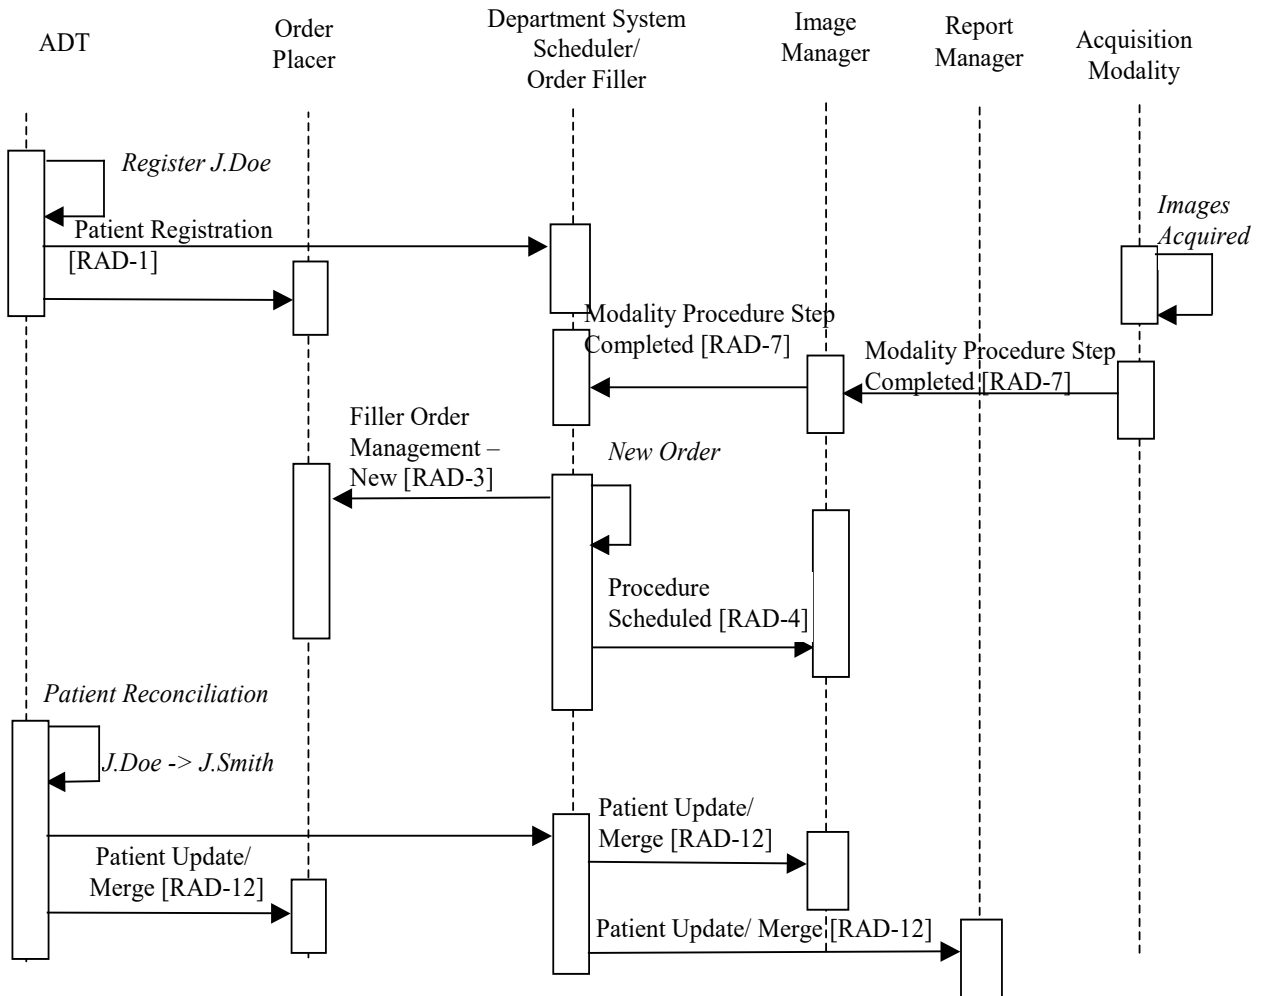 ADT
Order
Placer
Department System
Scheduler/
Order Filler
Image
Manager
Report
Manager
Acquisition
Modality
Register J.Doe
Images
Acquired
Patient Registration
[RAD-1]
Modality Procedure Step
Completed [RAD-7]
Modality Procedure Step
Completed [RAD-7]
Filler Order
Management –
New [RAD-3]
New Order
Procedure
Scheduled [RAD-4]
Patient Reconciliation
J.Doe -> J.Smith
Patient Update/
Merge [RAD-12]
Patient Update/
Merge [RAD-12]
Patient Update/ Merge [RAD-12]